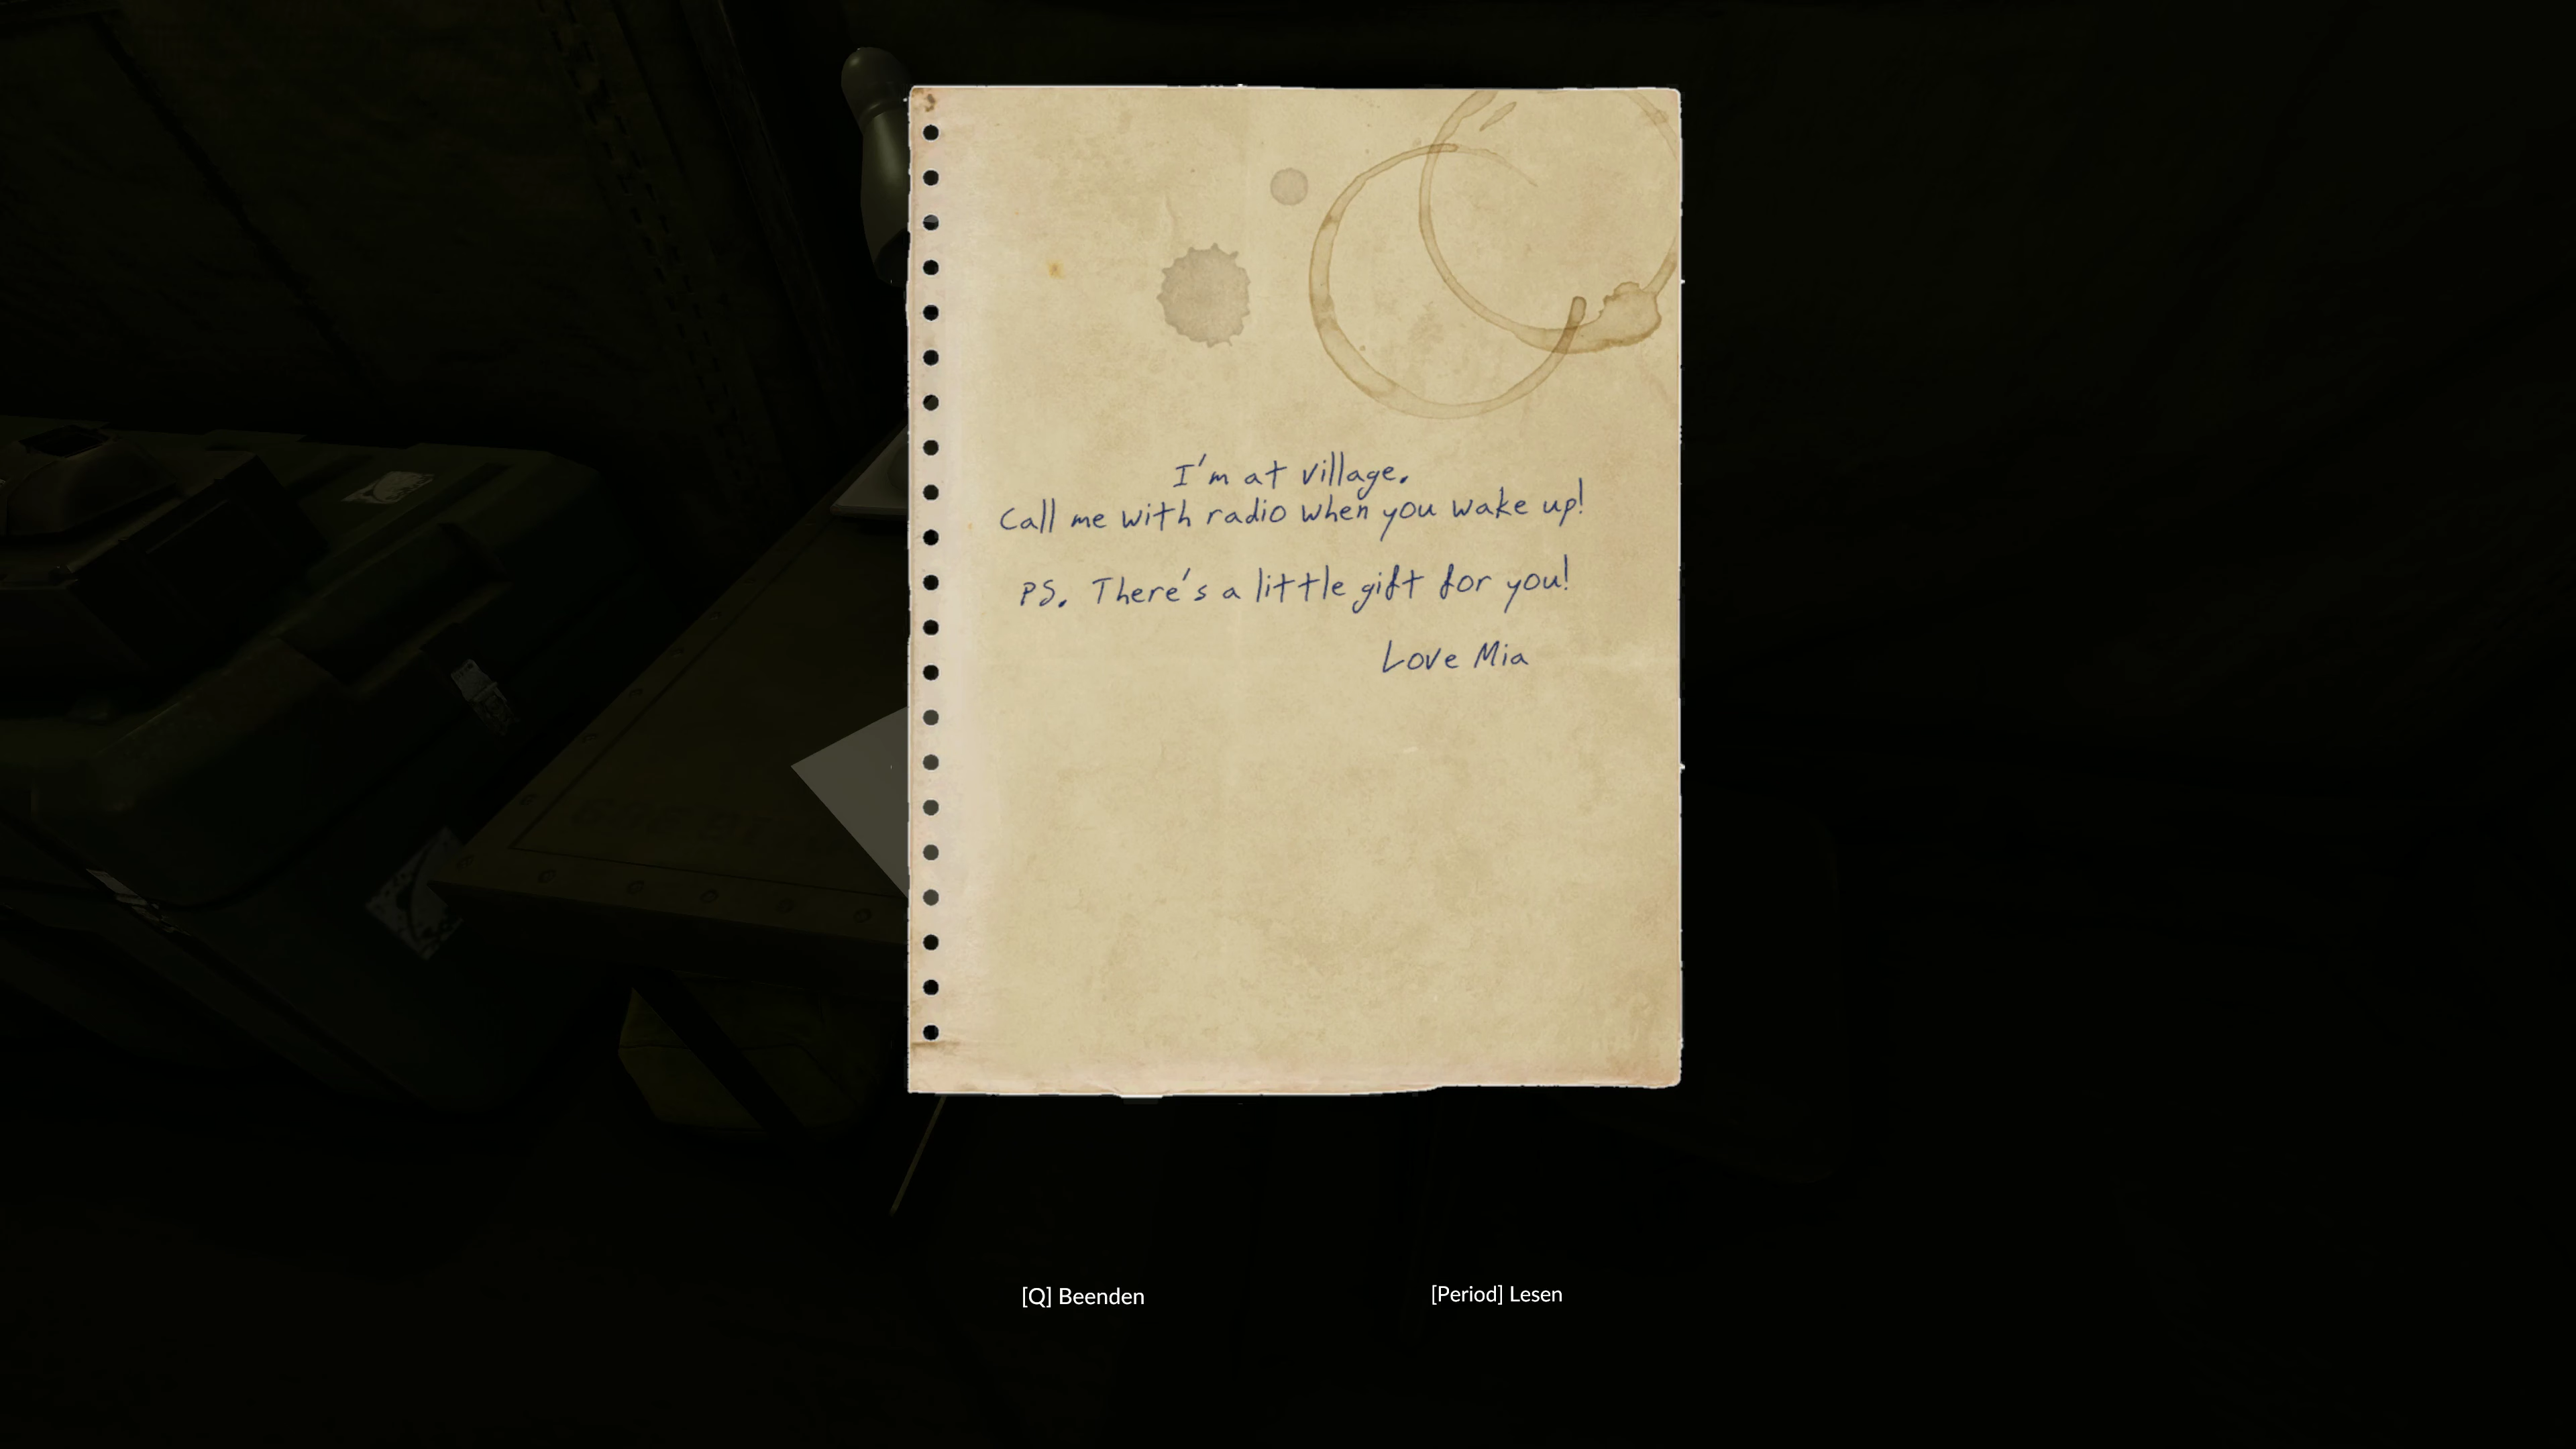 I'm at village.
Call me with radio when you wake up!
PS. There's a little gift for you!
Love Mia
[Q] Beenden
[Period] Lesen